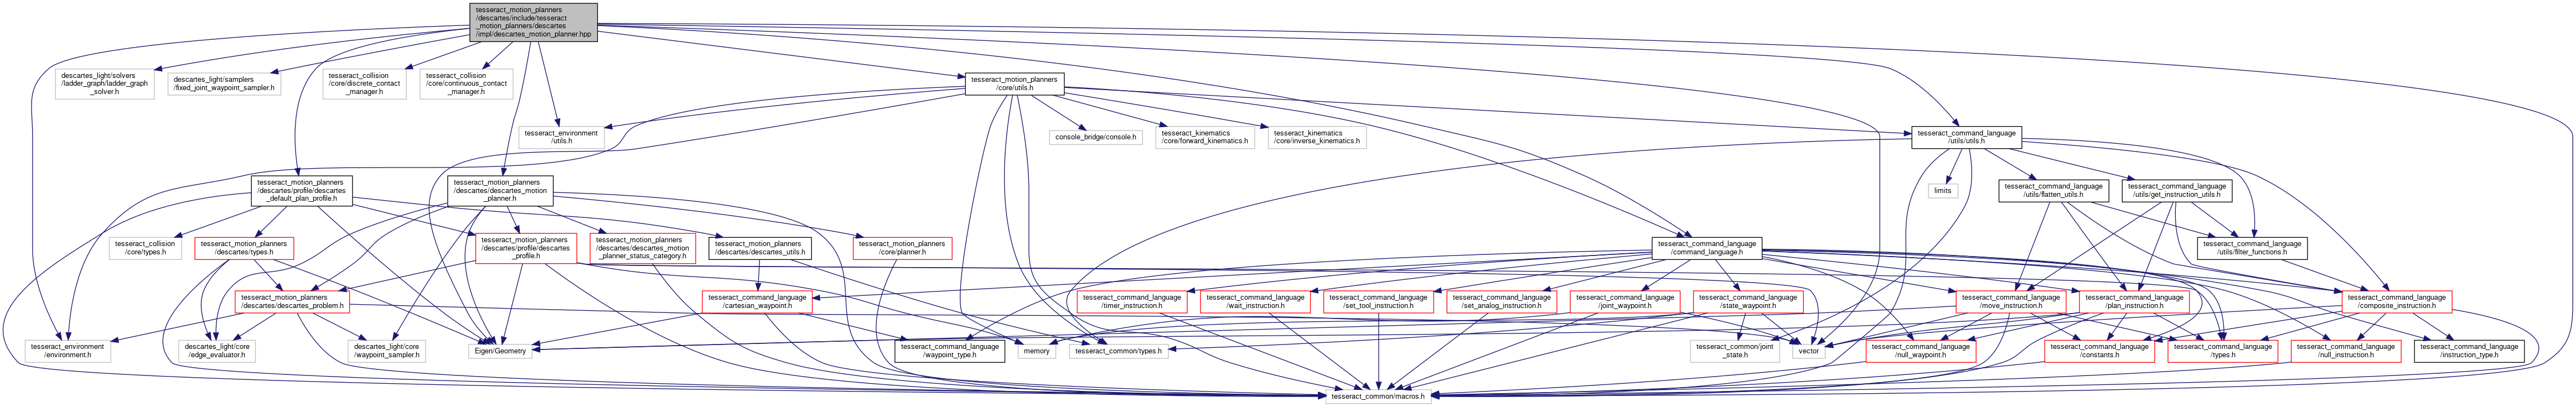 tesseract_motion_planners
/descartes/include/tesseract
_motion_planners/descartes
/impl/descartes_motion_planner.hpp
descartes_light/solvers
/ladder_graph/ladder_graph
_solver.h
descartes_light/samplers
/fixed_joint_waypoint_sampler.h
tesseract_collision
/core/discrete_contact
_manager.h
tesseract_collision
/core/continuous_contact
_manager.h
tesseract_motion_planners
/core/utils.h
tesseract_environment
/utils.h
console_bridge/console.h
tesseract_kinematics
/core/forward_kinematics.h
tesseract_kinematics
/core/inverse_kinematics.h
tesseract_command_language
/utils/utils.h
tesseract_motion_planners
/descartes/profile/descartes
_default_plan_profile.h
tesseract_motion_planners
/descartes/descartes_motion
_planner.h
limits
tesseract_command_language
/utils/flatten_utils.h
tesseract_command_language
/utils/get_instruction_utils.h
tesseract_collision
/core/types.h
tesseract_motion_planners
/descartes/types.h
tesseract_motion_planners
/descartes/profile/descartes
_profile.h
tesseract_motion_planners
/descartes/descartes_motion
_planner_status_category.h
tesseract_motion_planners
/descartes/descartes_utils.h
tesseract_motion_planners
/core/planner.h
tesseract_command_language
/command_language.h
tesseract_command_language
/utils/filter_functions.h
tesseract_motion_planners
/descartes/descartes_problem.h
tesseract_command_language
/cartesian_waypoint.h
tesseract_command_language
/timer_instruction.h
tesseract_command_language
/wait_instruction.h
tesseract_command_language
/set_tool_instruction.h
tesseract_command_language
/set_analog_instruction.h
tesseract_command_language
/joint_waypoint.h
tesseract_command_language
/state_waypoint.h
tesseract_command_language
/move_instruction.h
tesseract_command_language
/plan_instruction.h
tesseract_command_language
/composite_instruction.h
tesseract_environment
/environment.h
descartes_light/core
/edge_evaluator.h
descartes_light/core
/waypoint_sampler.h
Eigen/Geometry
tesseract_command_language
/waypoint_type.h
memory
tesseract_common/types.h
tesseract_common/joint
_state.h
vector
tesseract_command_language
/null_waypoint.h
tesseract_command_language
/constants.h
tesseract_command_language
/types.h
tesseract_command_language
/null_instruction.h
tesseract_command_language
/instruction_type.h
tesseract_common/macros.h